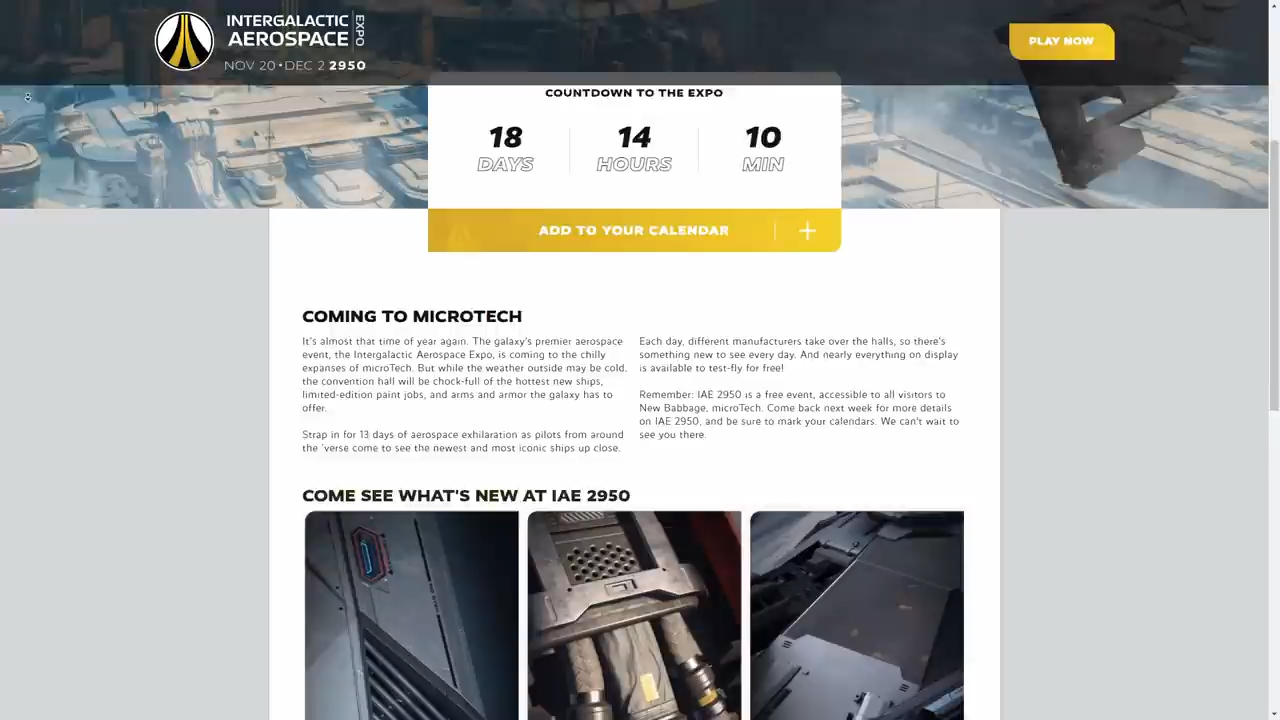 INTERGALACTIC
AEROSPACE
EXPO
NOV 20 • DEC 2 2950
PLAY NOW
COUNTDOWN TO THE EXPO
18 14 10
DAYS HOURS MIN
ADD TO YOUR CALENDAR +
COMING TO MICROTECH
It's almost that time of year again. The galaxy's premier aerospace
event, the Intergalactic Aerospace Expo, is coming to the chilly
expanses of microTech. But while the weather outside may be cold,
the convention hall will be chock-full of the hottest new ships,
limited-edition paint jobs, and arms and armor the galaxy has to
offer.
Strap in for 13 days of aerospace exhilaration as pilots from around
the 'verse come to see the newest and most iconic ships up close.
Each day, different manufacturers take over the halls, so there's
something new to see every day. And nearly everything on display
is available to test-fly for free!
Remember: IAE 2950 is a free event, accessible to all visitors to
New Babbage, microTech. Come back next week for more details
on IAE 2950, and be sure to mark your calendars. We can't wait to
see you there.
COME SEE WHAT'S NEW AT IAE 2950